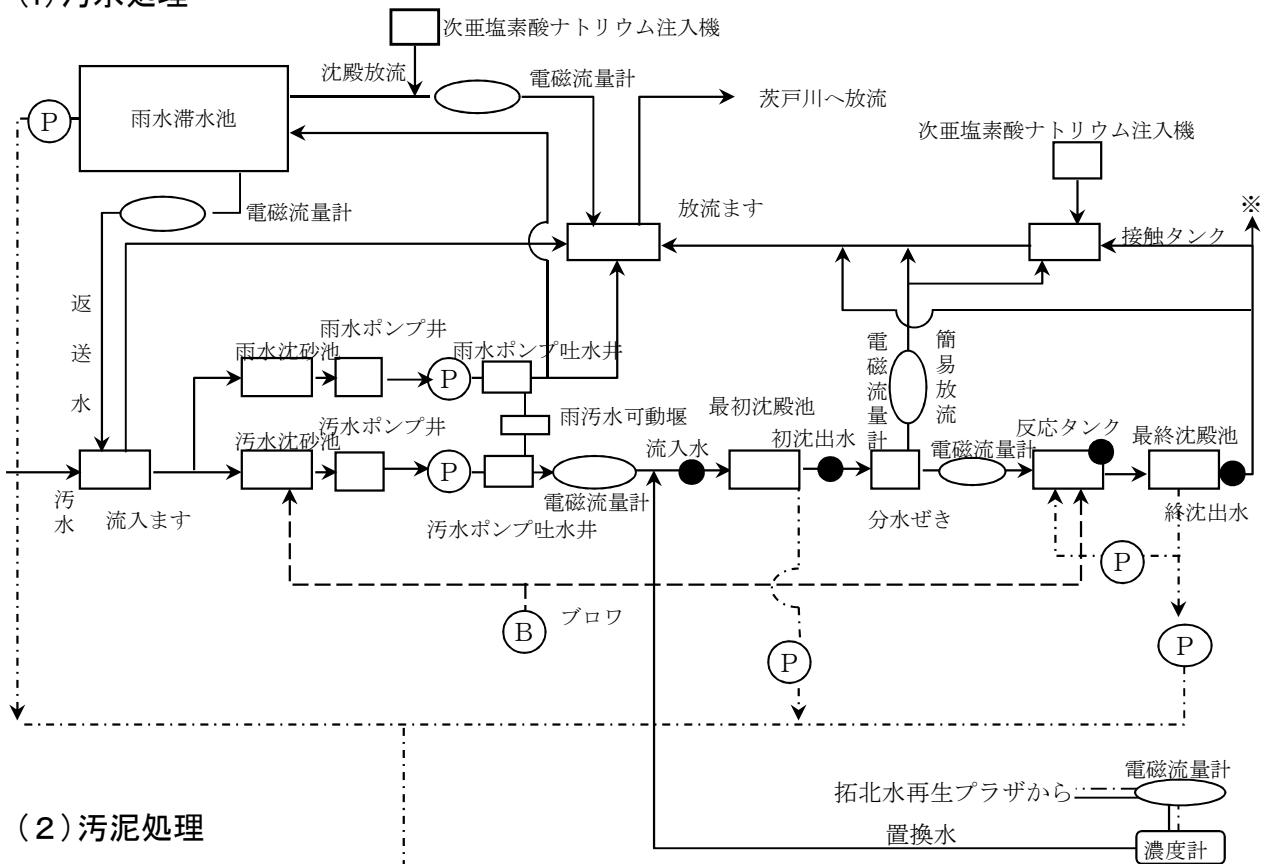 (1)汚水処理
次亜塩素酸ナトリウム注入機
沈殿放流
電磁流量計
P
雨水滞水池
茨戸川へ放流
次亜塩素酸ナトリウム注入機
電磁流量計
放流ます
※
接触タンク
返送水
雨水ポンプ井
雨水沈砂池
P
雨水ポンプ吐水井
電磁流量計
簡易放流
雨汚水可動堰
最初沈殿池
汚水ポンプ井
汚水沈砂池
流入水
初沈出水
反応タンク
最終沈殿池
電磁流量計
P
汚水
流入ます
電磁流量計
汚水ポンプ吐水井
分水ぜき
終沈出水
P
B
ブロワ
P
P
電磁流量計
拓北水再生プラザから
(2)汚泥処理
置換水
濃度計